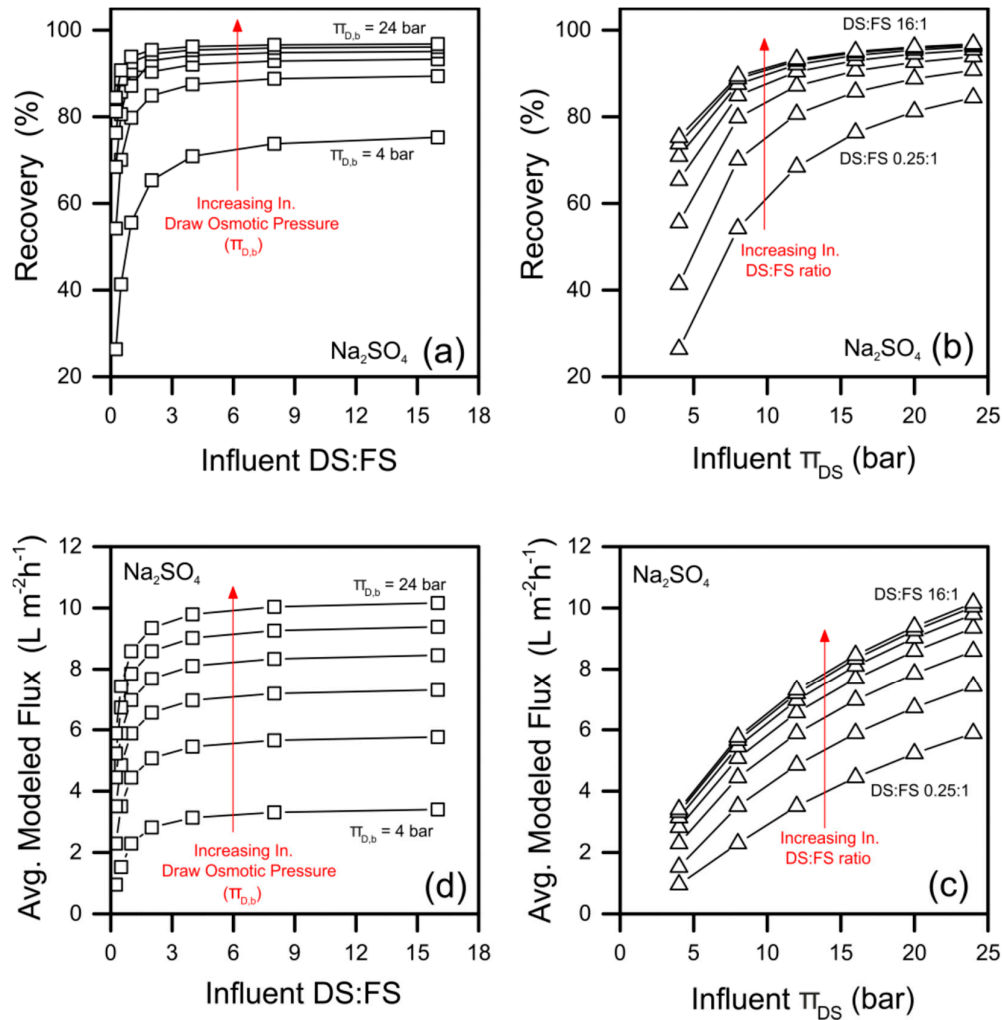 100
80
60
40
20
Recovery (%)
π_D,b = 24 bar
π_D,b = 4 bar
Increasing In.
Draw Osmotic Pressure
(π_D,b)
Na₂SO₄ (a)
0 3 6 9 12 15 18
Influent DS:FS
100
80
60
40
20
Recovery (%)
DS:FS 16:1
DS:FS 0.25:1
Increasing In.
DS:FS ratio
Na₂SO₄ (b)
0 5 10 15 20 25
Influent π_DS (bar)
12
10
8
6
4
2
0
Avg. Modeled Flux (L m⁻²h⁻¹)
Na₂SO₄
π_D,b = 24 bar
π_D,b = 4 bar
Increasing In.
Draw Osmotic Pressure
(π_D,b)
(d)
0 3 6 9 12 15 18
Influent DS:FS
12
10
8
6
4
2
0
Avg. Modeled Flux (L m⁻²h⁻¹)
Na₂SO₄
DS:FS 16:1
DS:FS 0.25:1
Increasing In.
DS:FS ratio
(c)
0 5 10 15 20 25
Influent π_DS (bar)